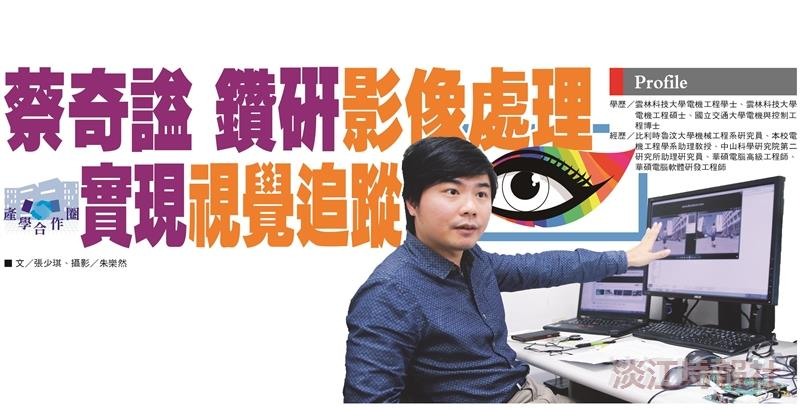 蔡奇謚 鑽研影像處理
實現視覺追蹤
產學合作圈
■ 文／張少琪、攝影／朱樂然
Profile
學歷／雲林科技大學電機工程學士、雲林科技大學
電機工程碩士、國立交通大學電機與控制工
程博士
經歷／比利時魯汶大學機械工程系研究員、本校電
機工程學系助理教授、中山科學研究院第二
研究所助理研究員、華碩電腦高級工程師、
華碩電腦軟體研發工程師
淡江時報社